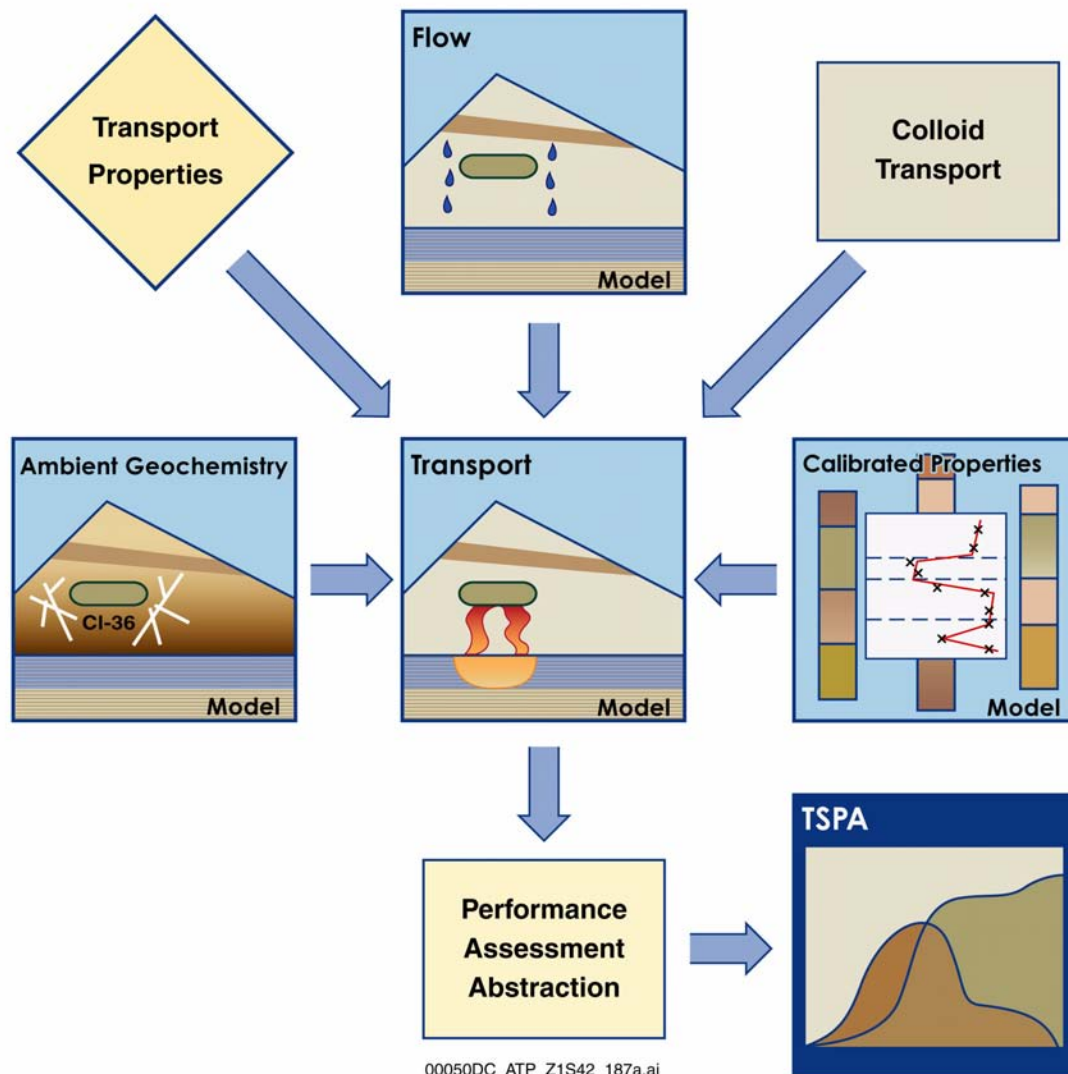 Transport
Properties
Flow
Model
Colloid
Transport
Ambient Geochemistry
Cl-36
Model
Transport
Model
Calibrated Properties
Model
Performance
Assessment
Abstraction
TSPA
00050DC_ATP_Z1S42_187a.ai